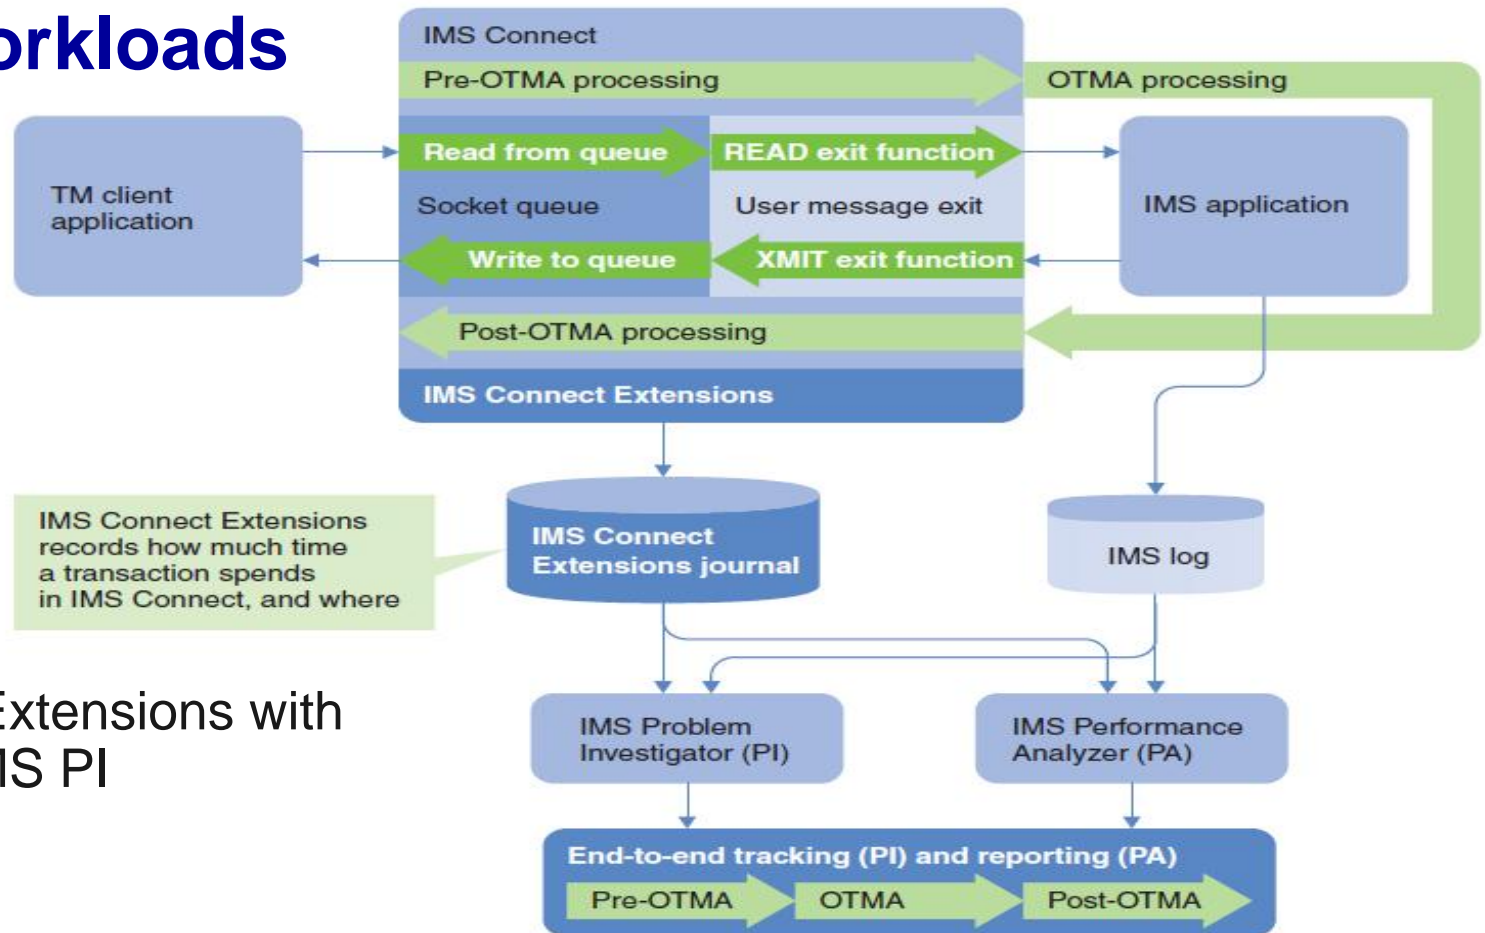 orkloads
IMS Connect
Pre-OTMA processing
OTMA processing
TM client
application
Read from queue
READ exit function
Socket queue
User message exit
IMS application
Write to queue
XMIT exit function
Post-OTMA processing
IMS Connect Extensions
IMS Connect Extensions
records how much time
a transaction spends
in IMS Connect, and where
IMS Connect
Extensions journal
IMS log
Extensions with
MS PI
IMS Problem
Investigator (PI)
IMS Performance
Analyzer (PA)
End-to-end tracking (PI) and reporting (PA)
Pre-OTMA
OTMA
Post-OTMA